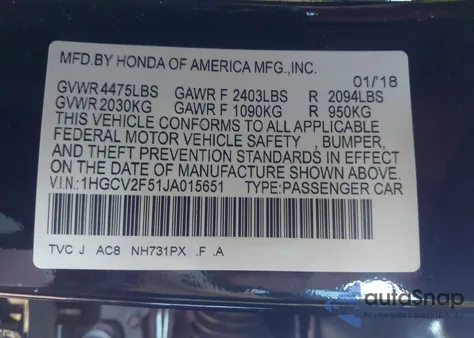 MFD.BY HONDA OF AMERICA MFG.,INC.
01/'18
GVWR 4475LBS GAWR F 2403LBS R 2094LBS
GVWR 2030KG GAWR F 1090KG R 950KG
THIS VEHICLE CONFORMS TO ALL APPLICABLE
FEDERAL MOTOR VEHICLE SAFETY , BUMPER,
AND THEFT PREVENTION STANDARDS IN EFFECT
ON THE DATE OF MANUFACTURE SHOWN ABOVE.
V.I.N.:1HGCV2F51JA015651 TYPE:PASSENGER CAR
TVC J AC8 NH731PX .F .A
autoSnap